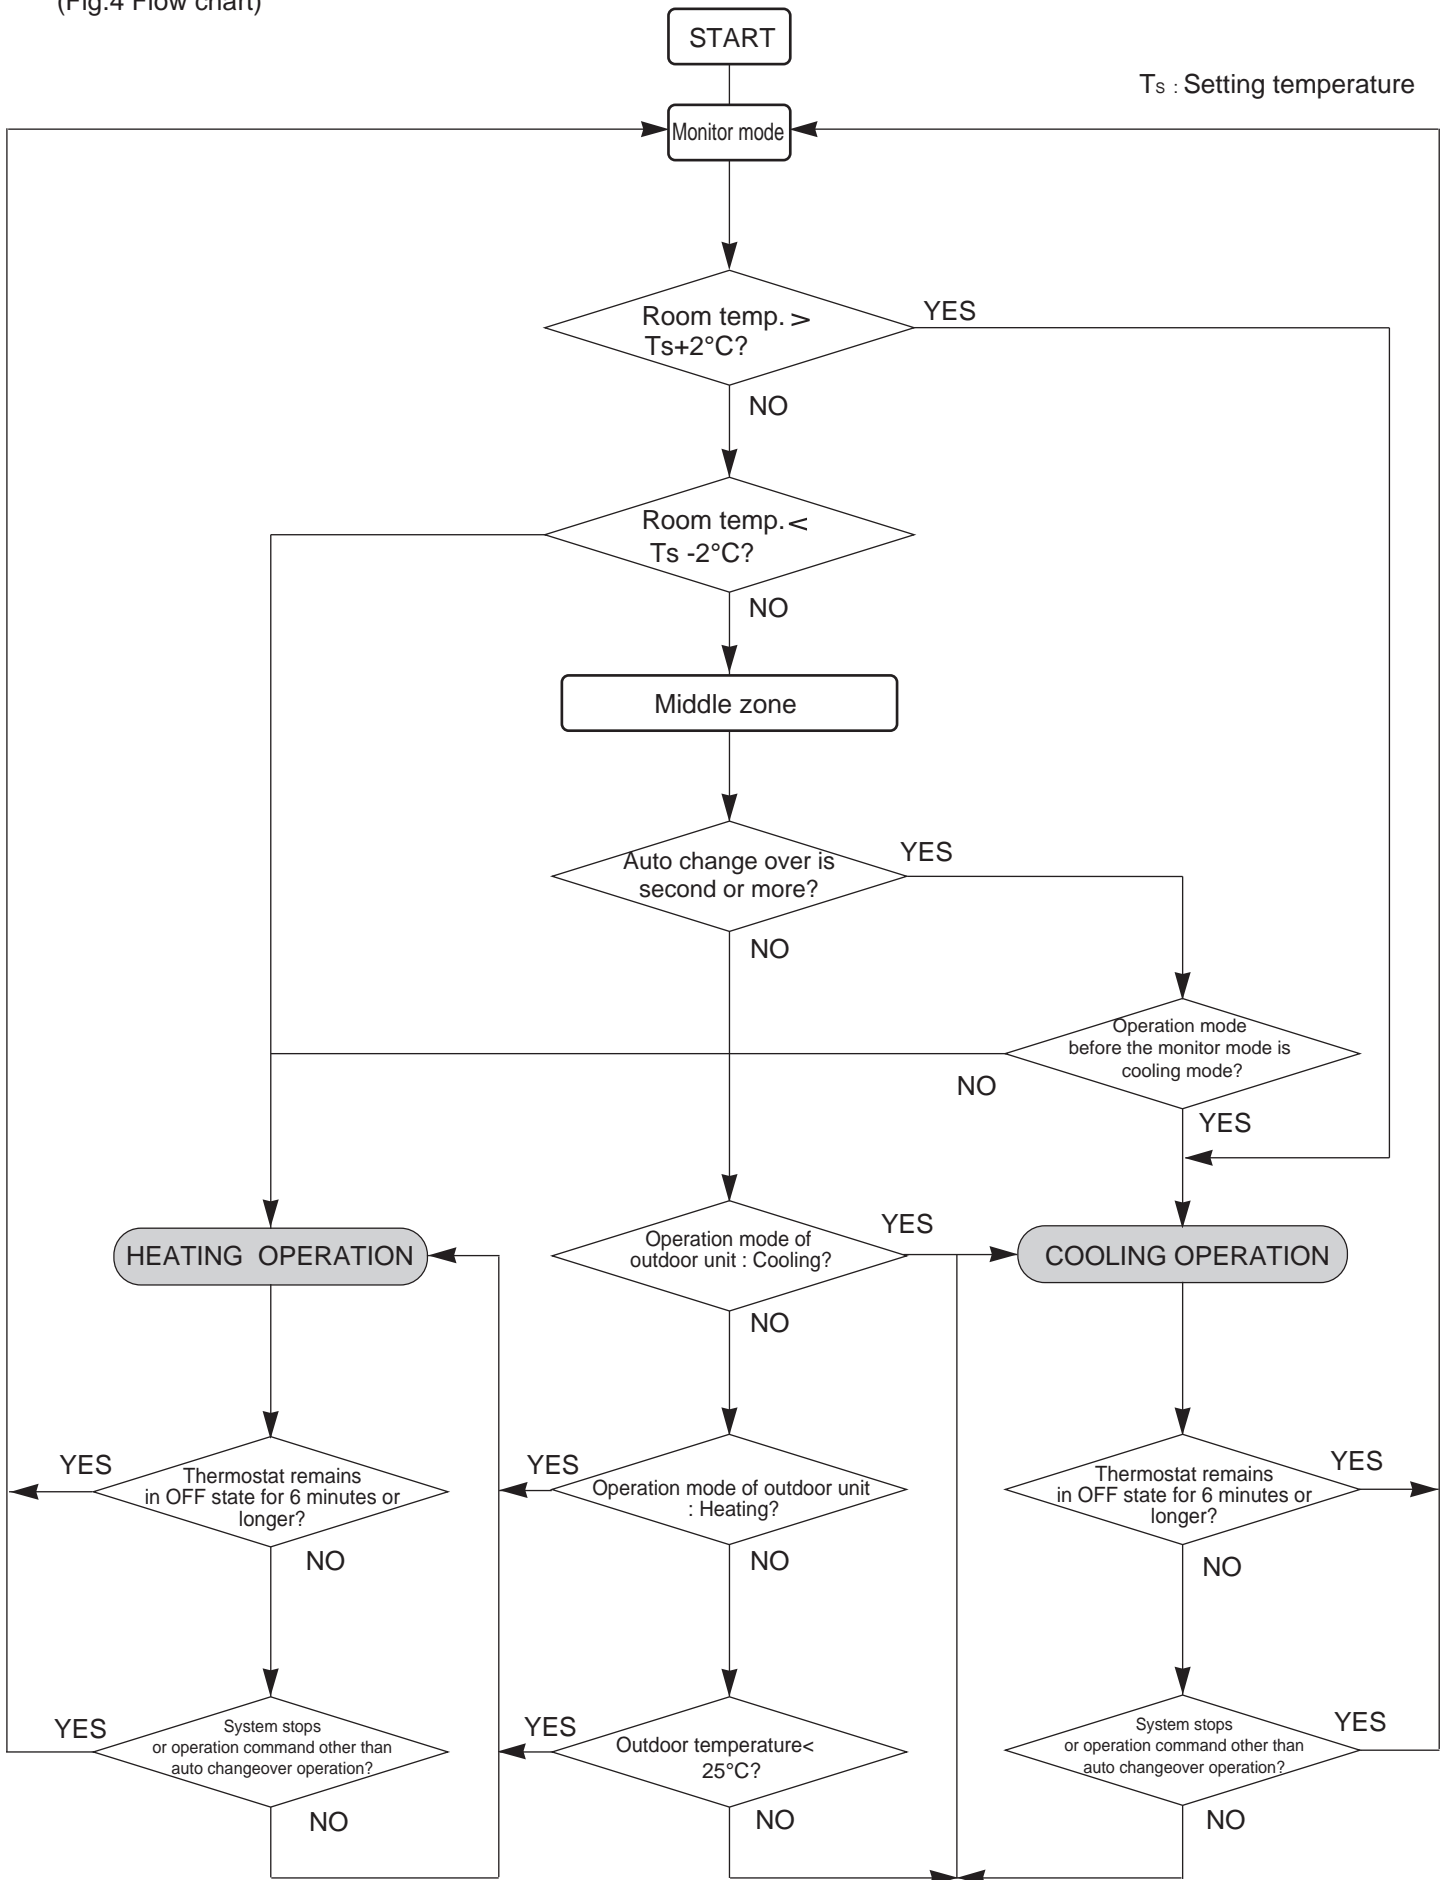 (Fig.4 Flow chart)
START
Ts : Setting temperature
Monitor mode
Room temp. >
Ts+2°C?
YES
NO
Room temp. <
Ts -2°C?
NO
Middle zone
Auto change over is
second or more?
YES
NO
Operation mode
before the monitor mode is
cooling mode?
NO
YES
HEATING OPERATION
Operation mode of
outdoor unit : Cooling?
YES
COOLING OPERATION
NO
YES
Thermostat remains
in OFF state for 6 minutes or
longer?
NO
YES
Operation mode of outdoor unit
: Heating?
NO
Thermostat remains
in OFF state for 6 minutes or
longer?
YES
NO
YES
System stops
or operation command other than
auto changeover operation?
NO
YES
Outdoor temperature<
25°C?
NO
System stops
or operation command other than
auto changeover operation?
YES
NO